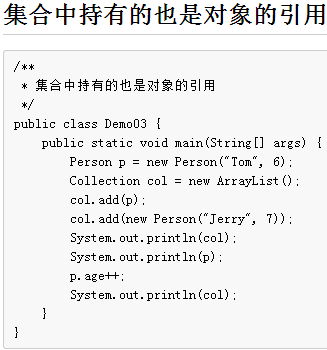 集合中持有的也是对象的引用
/**
 * 集合中持有的也是对象的引用
 */
public class Demo03 {
    public static void main(String[] args) {
        Person p = new Person("Tom", 6);
        Collection col = new ArrayList();
        col.add(p);
        col.add(new Person("Jerry", 7));
        System.out.println(col);
        System.out.println(p);
        p.age++;
        System.out.println(col);
    }
}